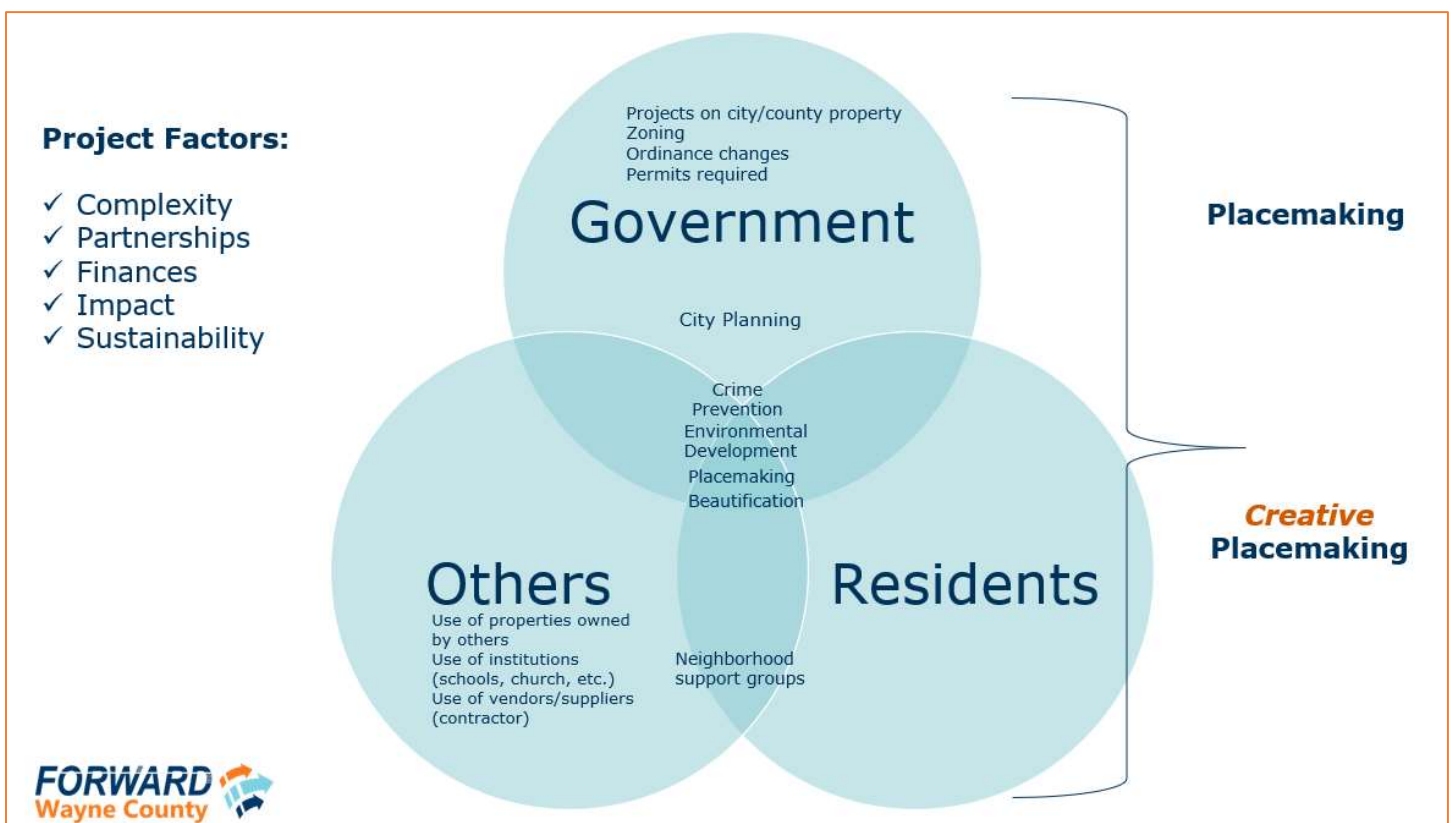 Project Factors:
✓ Complexity
✓ Partnerships
✓ Finances
✓ Impact
✓ Sustainability
Projects on city/county property
Zoning
Ordinance changes
Permits required
Government
City Planning
Crime
Prevention
Environmental
Development
Placemaking
Beautification
Others
Use of properties owned
by others
Use of institutions
(schools, church, etc.)
Use of vendors/suppliers
(contractor)
Residents
Neighborhood
support groups
Placemaking
Creative
Placemaking
FORWARD
Wayne County